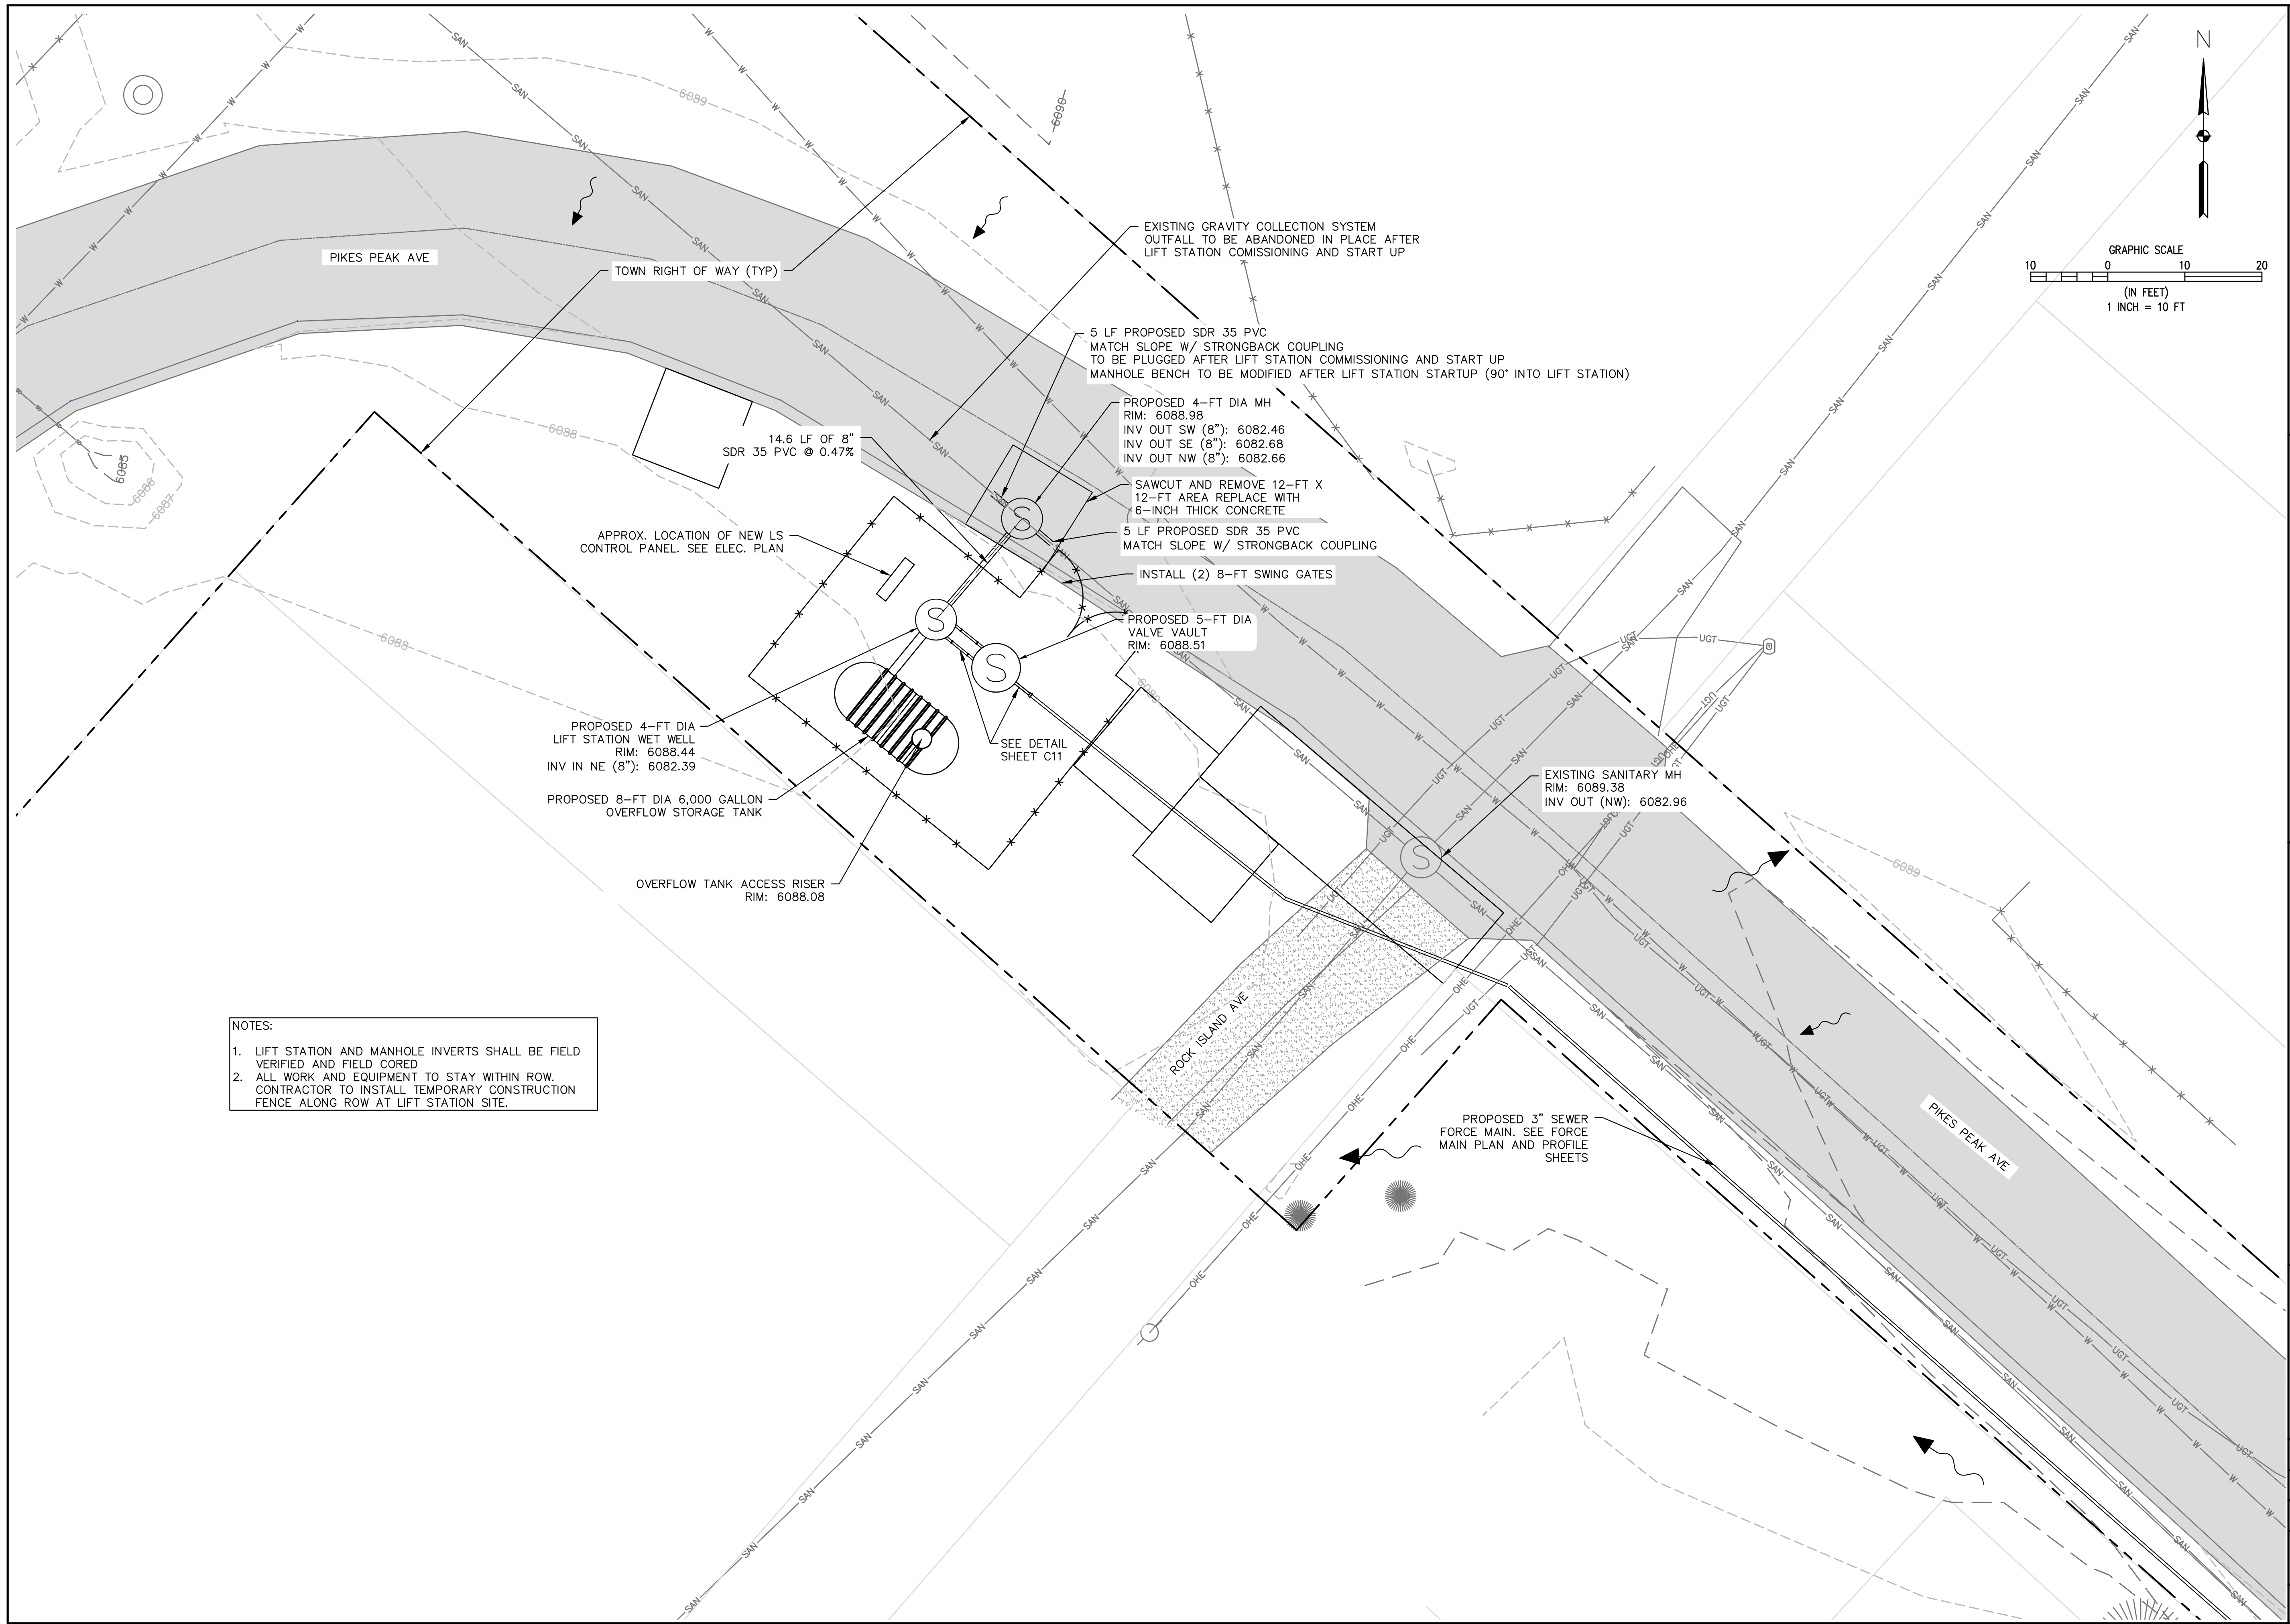 N
GRAPHIC SCALE
10 0 10 20
(IN FEET)
1 INCH = 10 FT
6089
6090
PIKES PEAK AVE
TOWN RIGHT OF WAY (TYP)
EXISTING GRAVITY COLLECTION SYSTEM
OUTFALL TO BE ABANDONED IN PLACE AFTER
LIFT STATION COMISSIONING AND START UP
5 LF PROPOSED SDR 35 PVC
MATCH SLOPE W/ STRONGBACK COUPLING
TO BE PLUGGED AFTER LIFT STATION COMMISSIONING AND START UP
MANHOLE BENCH TO BE MODIFIED AFTER LIFT STATION STARTUP (90° INTO LIFT STATION)
PROPOSED 4-FT DIA MH
RIM: 6088.98
INV OUT SW (8"): 6082.46
INV OUT SE (8"): 6082.68
INV OUT NW (8"): 6082.66
14.6 LF OF 8"
SDR 35 PVC @ 0.47%
SAWCUT AND REMOVE 12-FT X
12-FT AREA REPLACE WITH
6-INCH THICK CONCRETE
5 LF PROPOSED SDR 35 PVC
MATCH SLOPE W/ STRONGBACK COUPLING
APPROX. LOCATION OF NEW LS
CONTROL PANEL. SEE ELEC. PLAN
INSTALL (2) 8-FT SWING GATES
PROPOSED 5-FT DIA
VALVE VAULT
RIM: 6088.51
6085
6086
6087
6088
6088
6089
S
S
S
S
PROPOSED 4-FT DIA
LIFT STATION WET WELL
RIM: 6088.44
INV IN NE (8"): 6082.39
SEE DETAIL
SHEET C11
PROPOSED 8-FT DIA 6,000 GALLON
OVERFLOW STORAGE TANK
OVERFLOW TANK ACCESS RISER
RIM: 6088.08
EXISTING SANITARY MH
RIM: 6089.38
INV OUT (NW): 6082.96
6089
ROCK ISLAND AVE
NOTES:
1. LIFT STATION AND MANHOLE INVERTS SHALL BE FIELD
VERIFIED AND FIELD CORED
2. ALL WORK AND EQUIPMENT TO STAY WITHIN ROW.
CONTRACTOR TO INSTALL TEMPORARY CONSTRUCTION
FENCE ALONG ROW AT LIFT STATION SITE.
PROPOSED 3" SEWER
FORCE MAIN. SEE FORCE
MAIN PLAN AND PROFILE
SHEETS
PIKES PEAK AVE
SAN
W
UGT
OHE